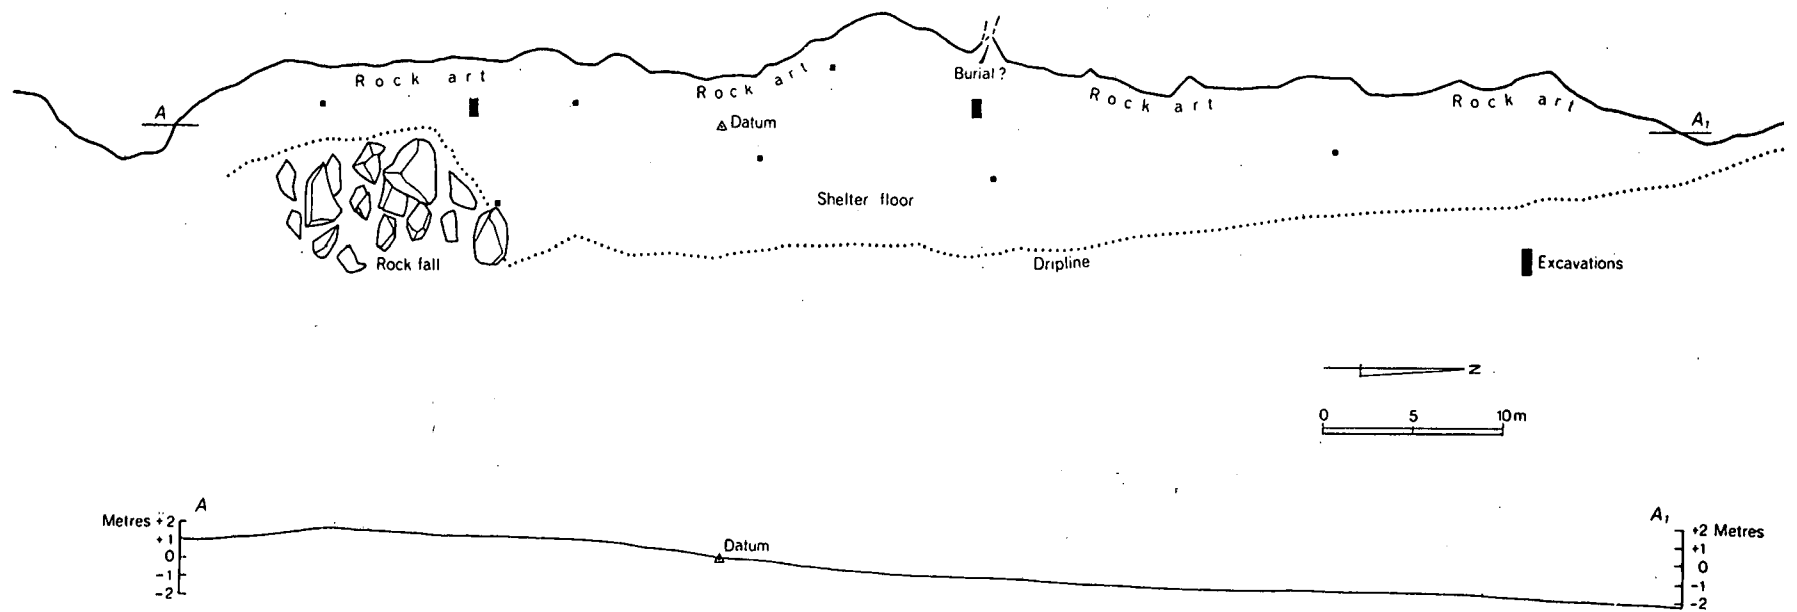 Rock art
Rock art
Burial?
Rock art
Rock art
A
Datum
A1
Shelter floor
Rock fall
Dripline
Excavations
N
0 5 10m
A
Metres +2
+1
0
-1
-2
Datum
A1
+2 Metres
+1
0
-1
-2